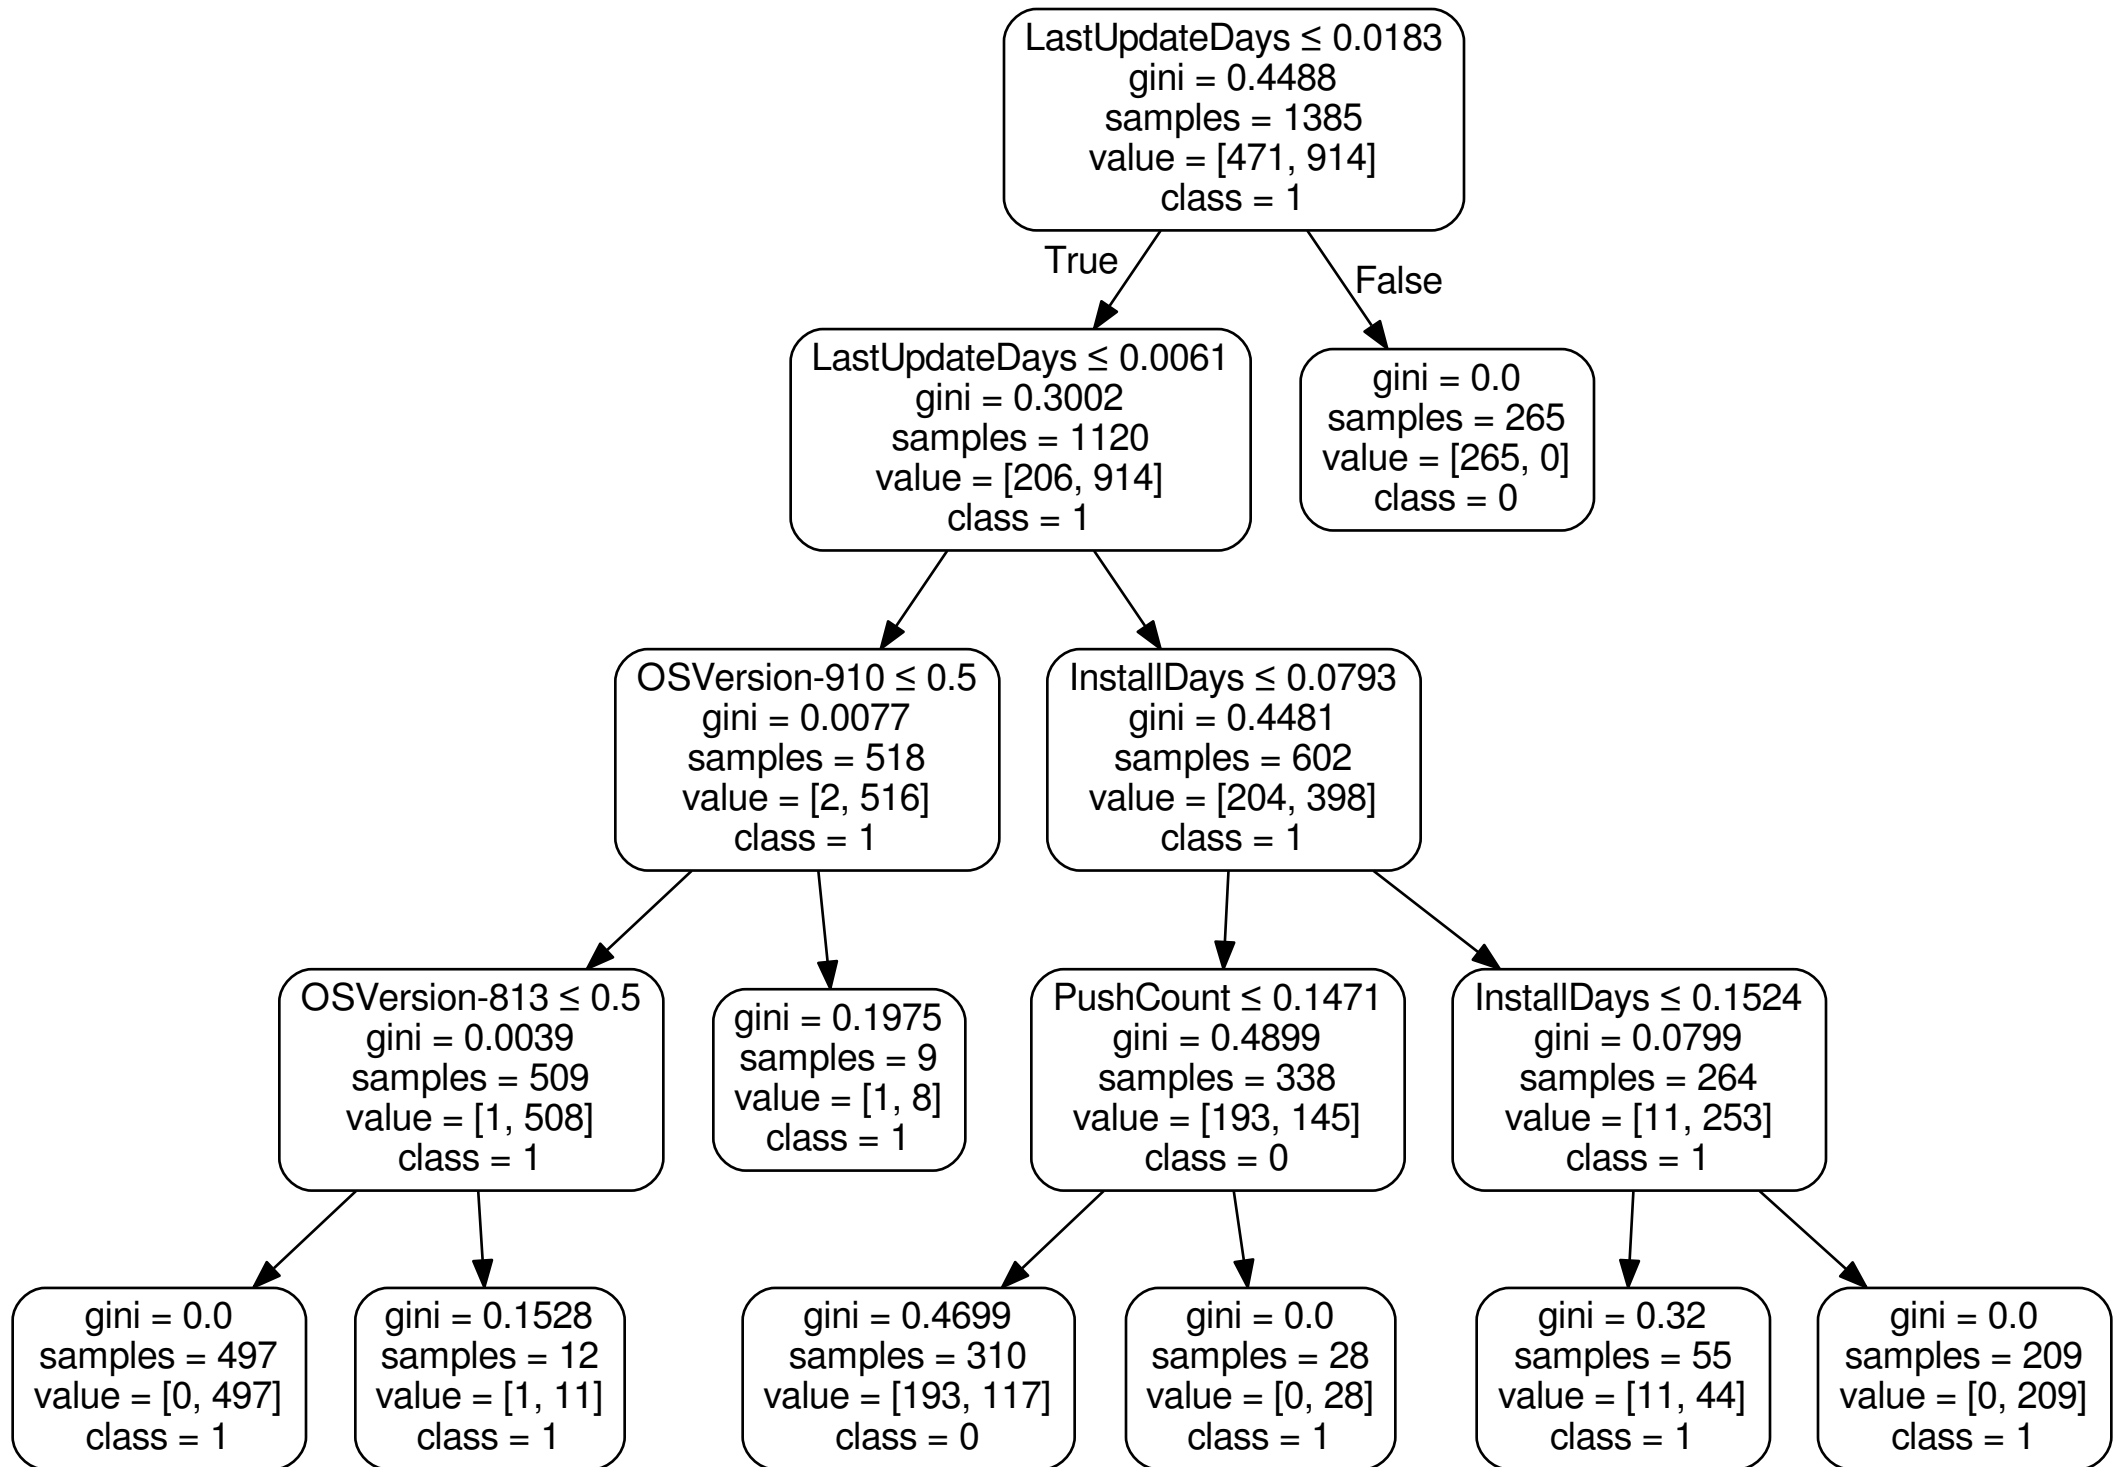 LastUpdateDays ≤ 0.0183
gini = 0.4488
samples = 1385
value = [471, 914]
class = 1
True
False
LastUpdateDays ≤ 0.0061
gini = 0.3002
samples = 1120
value = [206, 914]
class = 1
gini = 0.0
samples = 265
value = [265, 0]
class = 0
OSVersion-910 ≤ 0.5
gini = 0.0077
samples = 518
value = [2, 516]
class = 1
InstallDays ≤ 0.0793
gini = 0.4481
samples = 602
value = [204, 398]
class = 1
OSVersion-813 ≤ 0.5
gini = 0.0039
samples = 509
value = [1, 508]
class = 1
gini = 0.1975
samples = 9
value = [1, 8]
class = 1
PushCount ≤ 0.1471
gini = 0.4899
samples = 338
value = [193, 145]
class = 0
InstallDays ≤ 0.1524
gini = 0.0799
samples = 264
value = [11, 253]
class = 1
gini = 0.0
samples = 497
value = [0, 497]
class = 1
gini = 0.1528
samples = 12
value = [1, 11]
class = 1
gini = 0.4699
samples = 310
value = [193, 117]
class = 0
gini = 0.0
samples = 28
value = [0, 28]
class = 1
gini = 0.32
samples = 55
value = [11, 44]
class = 1
gini = 0.0
samples = 209
value = [0, 209]
class = 1